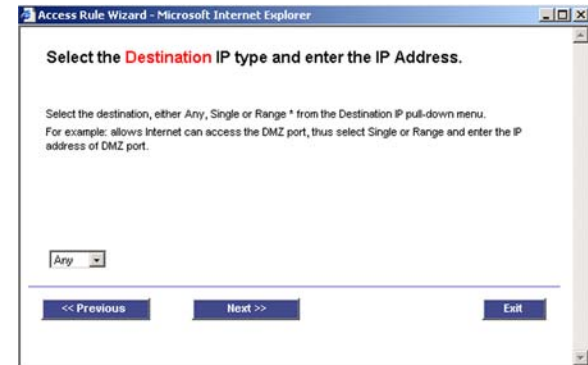 Access Rule Wizard - Microsoft Internet Explorer
Select the Destination IP type and enter the IP Address.
Select the destination, either Any, Single or Range * from the Destination IP pull-down menu.
For example: allows Internet can access the DMZ port, thus select Single or Range and enter the IP
address of DMZ port.
Any
<< Previous
Next >>
Exit